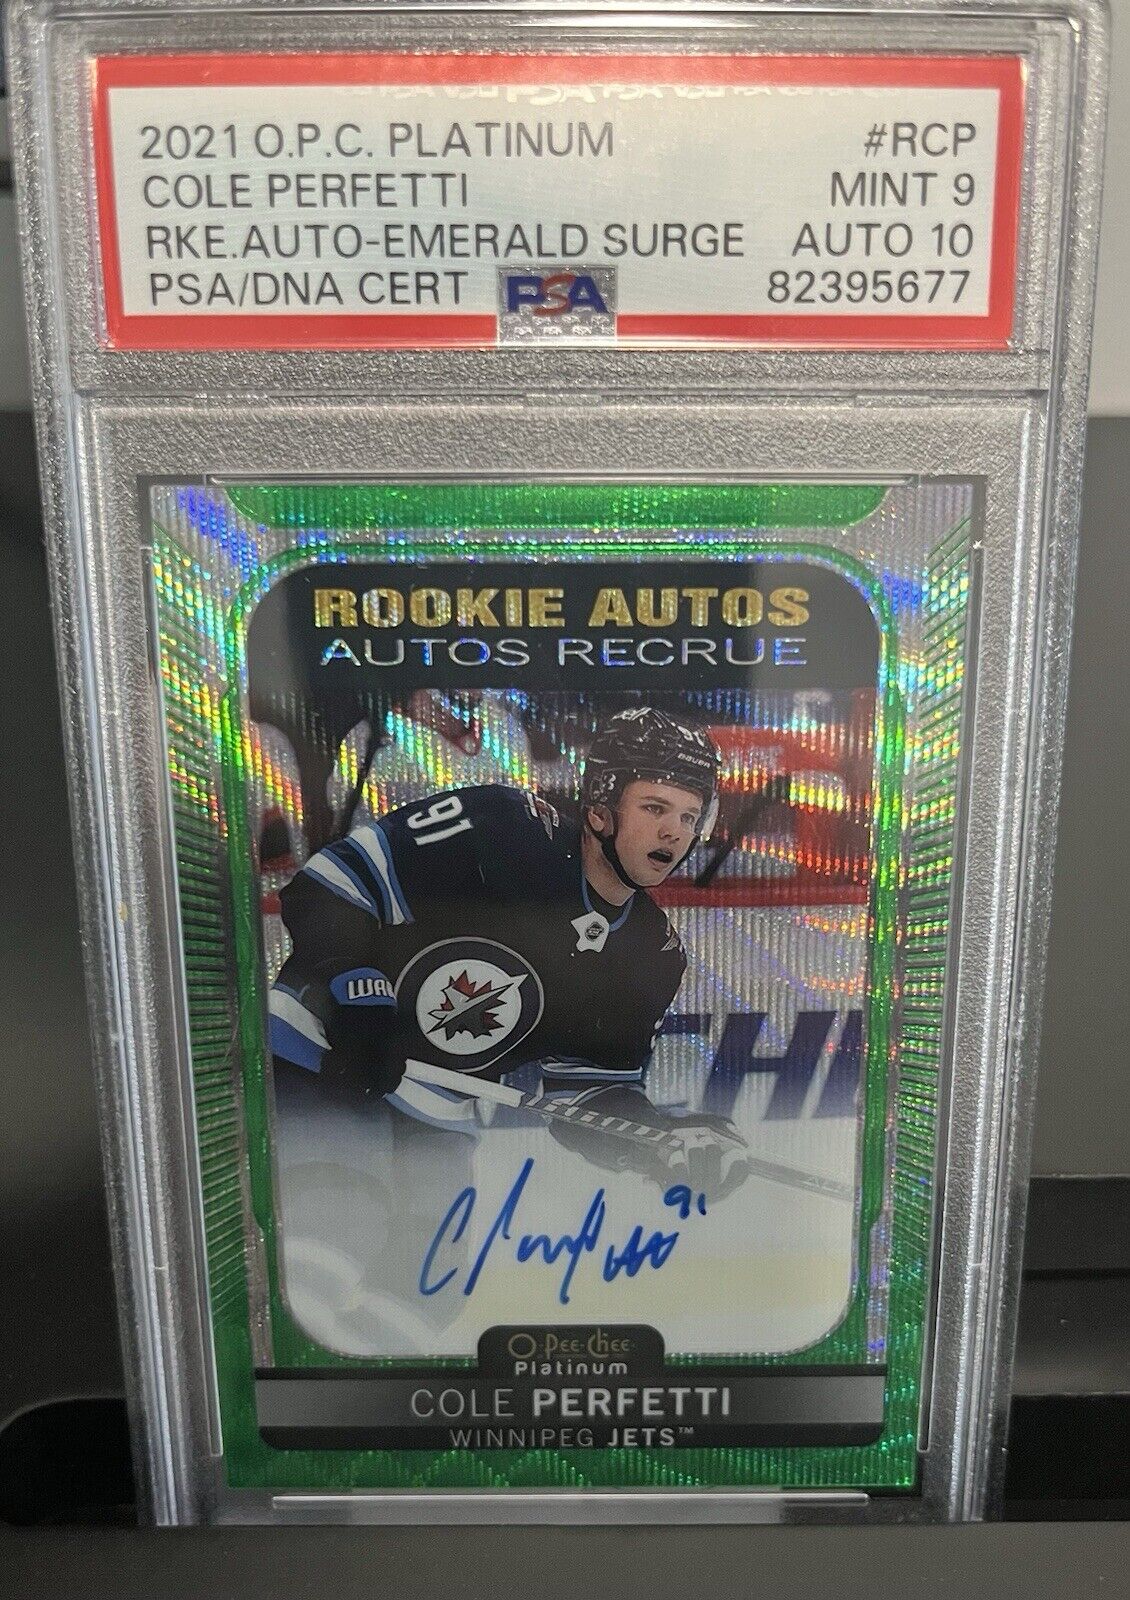 2021 O.P.C. PLATINUM #RCP
COLE PERFETTI MINT 9
RKE.AUTO-EMERALD SURGE AUTO 10
PSA/DNA CERT PSA 82395677
ROOKIE AUTOS
AUTOS RECRUE
BAUER
91
91
O-Pee-Chee
Platinum
COLE PERFETTI
WINNIPEG JETS™